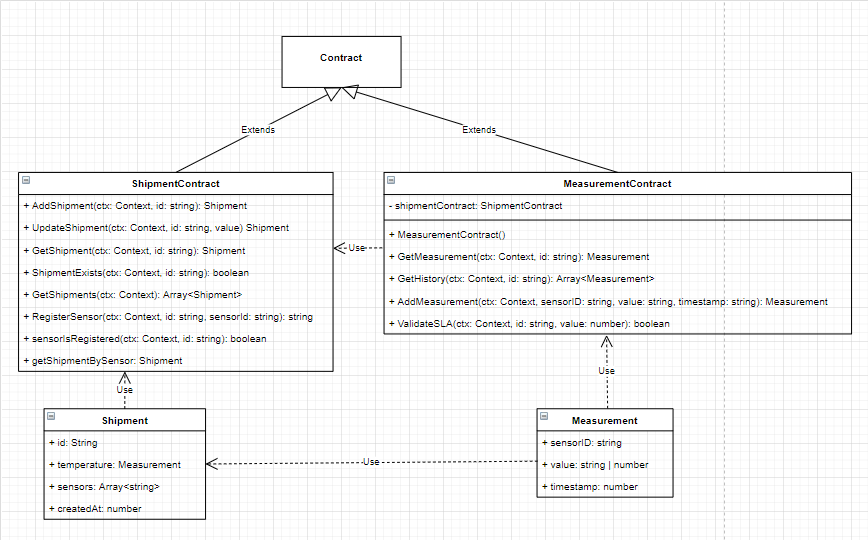 Contract
Extends
Extends
ShipmentContract
+ AddShipment(ctx: Context, id: string): Shipment
+ UpdateShipment(ctx: Context, id: string, value) Shipment
+ GetShipment(ctx: Context, id: string): Shipment
+ ShipmentExists(ctx: Context, id: string): boolean
+ GetShipments(ctx: Context): Array<Shipment>
+ RegisterSensor(ctx: Context, id: string, sensorId: string): string
+ sensorIsRegistered(ctx: Context, id: string): boolean
+ getShipmentBySensor: Shipment
Use
MeasurementContract
- shipmentContract: ShipmentContract
+ MeasurementContract()
+ GetMeasurement(ctx: Context, id: string): Measurement
+ GetHistory(ctx: Context, id: string): Array<Measurement>
+ AddMeasurement(ctx: Context, sensorID: string, value: string, timestamp: string): Measurement
+ ValidateSLA(ctx: Context, id: string, value: number): boolean
Use
Use
Shipment
+ id: String
+ temperature: Measurement
+ sensors: Array<string>
+ createdAt: number
Use
Measurement
+ sensorID: string
+ value: string | number
+ timestamp: number